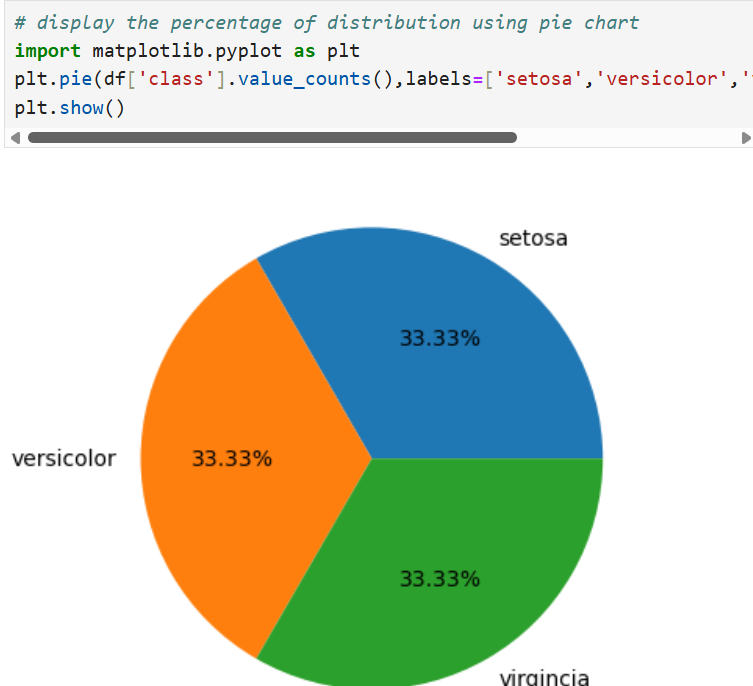 # display the percentage of distribution using pie chart
import matplotlib.pyplot as plt
plt.pie(df['class'].value_counts(),labels=['setosa','versicolor','
plt.show()
setosa
33.33%
versicolor
33.33%
33.33%
virgincia